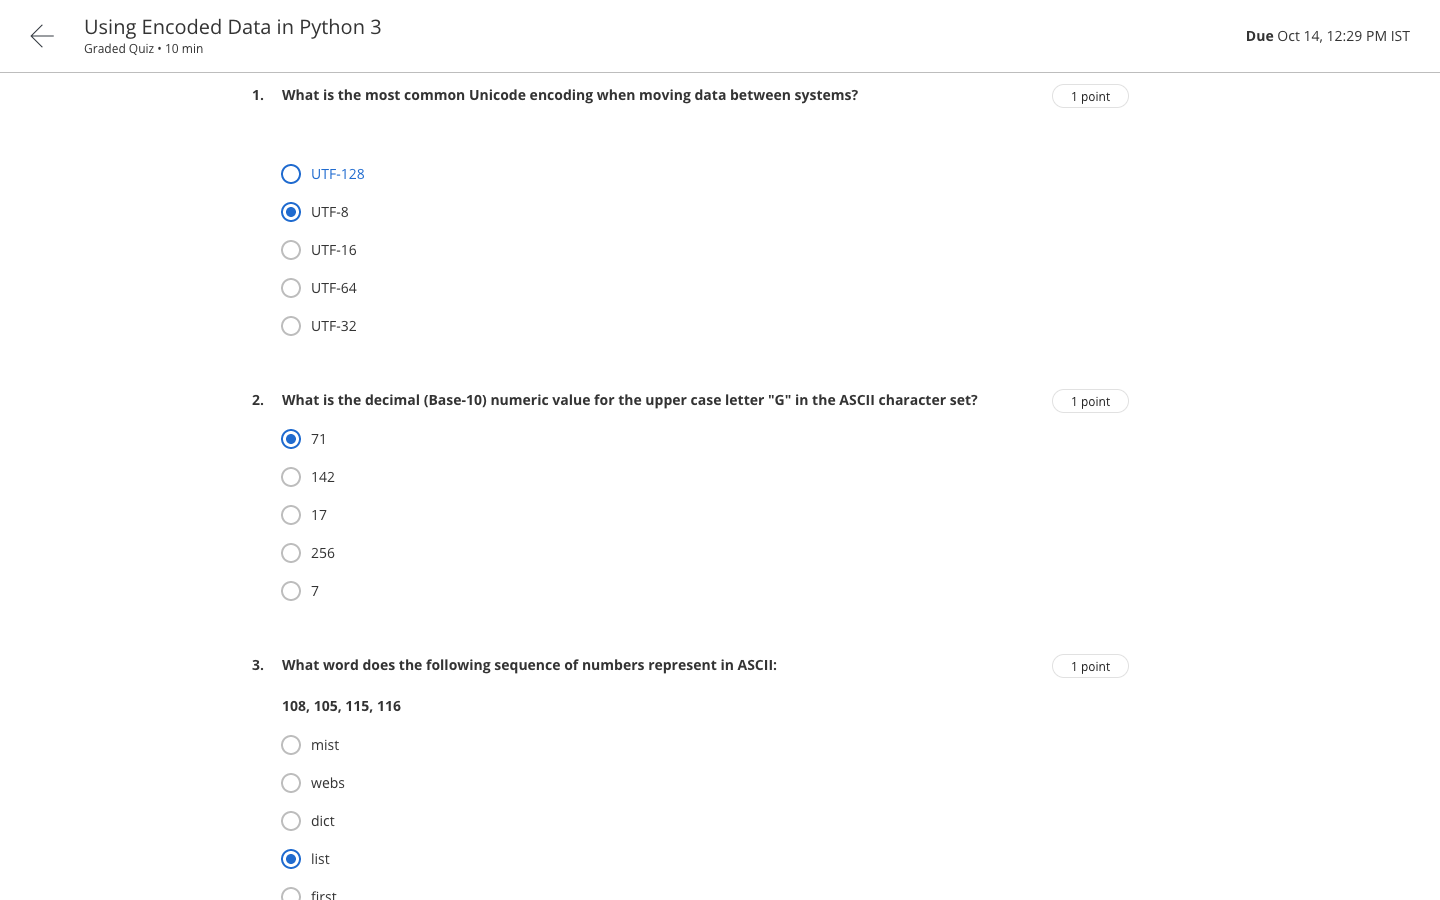 Using Encoded Data in Python 3
Graded Quiz • 10 min
Due Oct 14, 12:29 PM IST
1. What is the most common Unicode encoding when moving data between systems?
1 point
UTF-128
UTF-8
UTF-16
UTF-64
UTF-32
2. What is the decimal (Base-10) numeric value for the upper case letter "G" in the ASCII character set?
1 point
71
142
17
256
7
3. What word does the following sequence of numbers represent in ASCII:
1 point
108, 105, 115, 116
mist
webs
dict
list
first